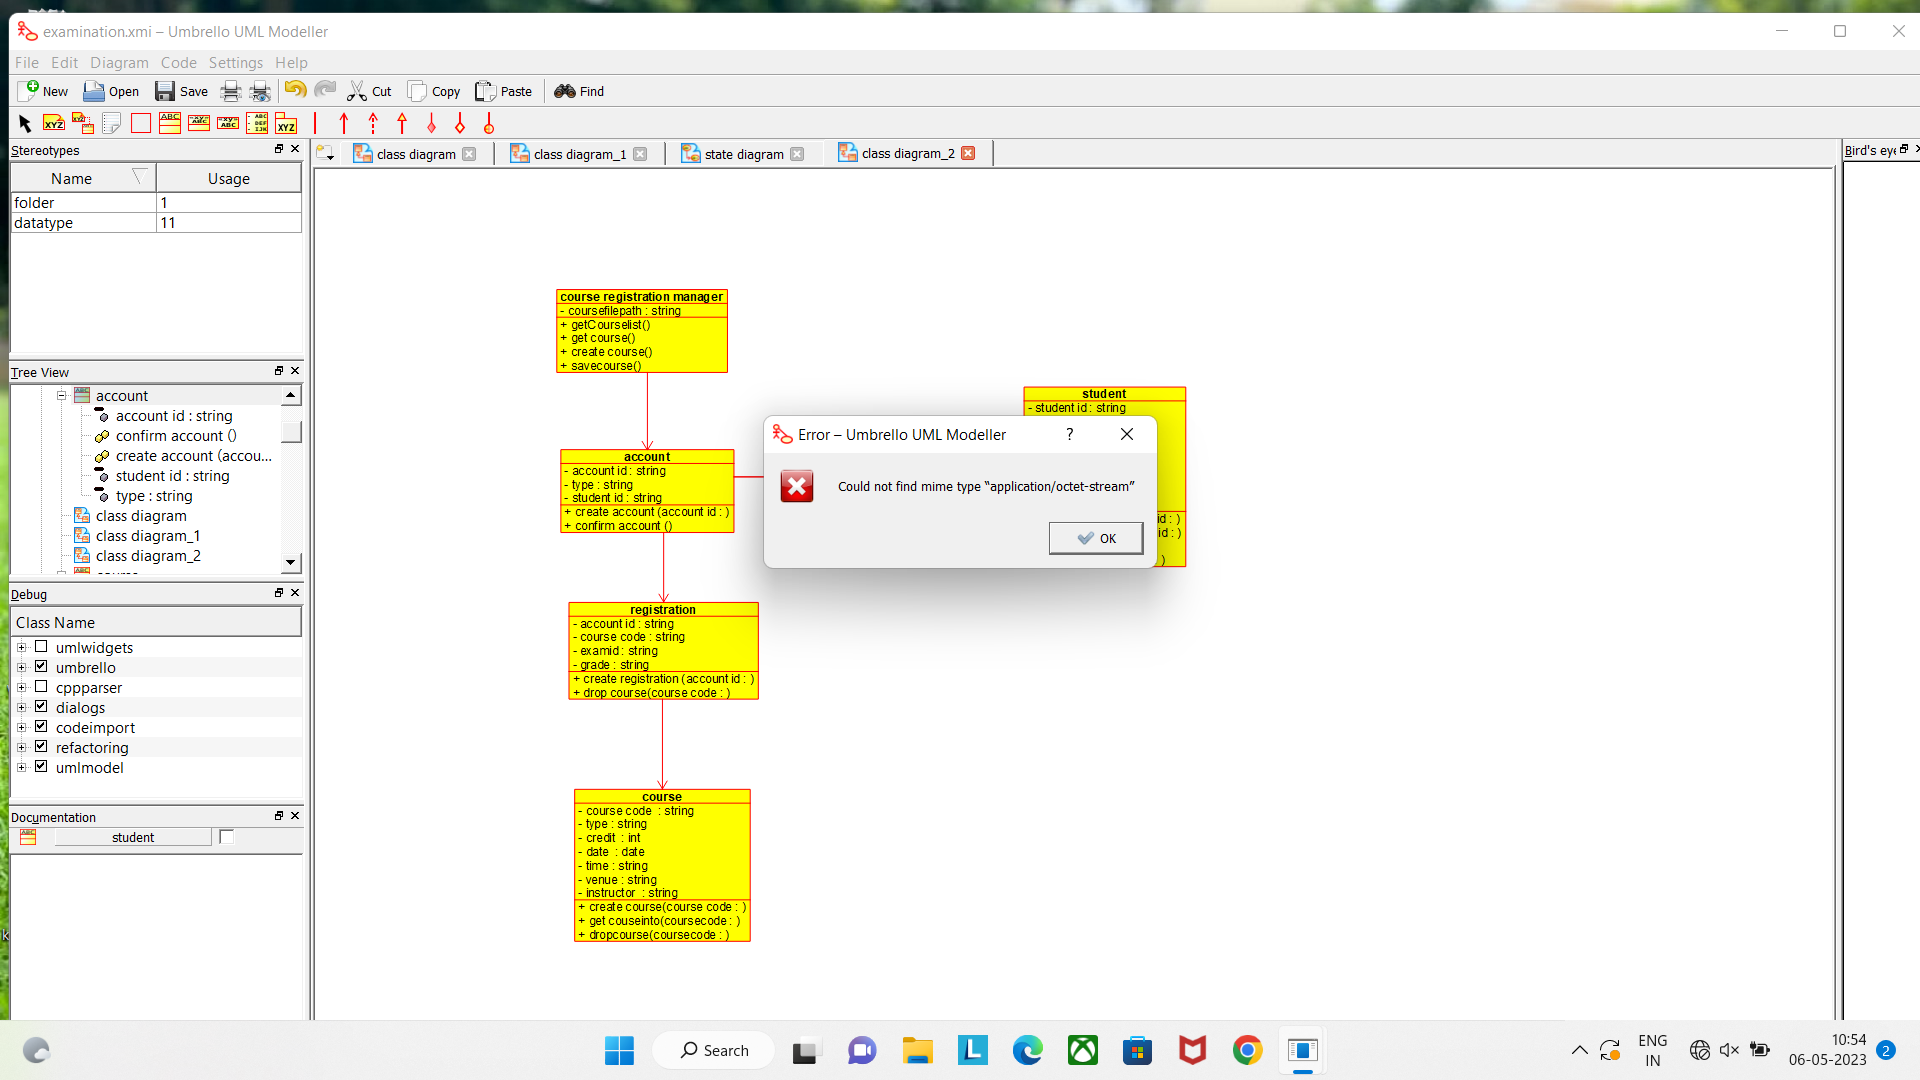 examination.xmi – Umbrello UML Modeller
File Edit Diagram Code Settings Help
New Open Save Cut Copy Paste Find
Stereotypes
Name Usage
folder 1
datatype 11
Tree View
account
account id : string
confirm account ()
create account (accou...
student id : string
type : string
class diagram
class diagram_1
class diagram_2
Debug
Class Name
umlwidgets
umbrello
cppparser
dialogs
codeimport
refactoring
umlmodel
Documentation
student
class diagram class diagram_1 state diagram class diagram_2
Bird's eye
course registration manager
- coursefilepath : string
+ getCourselist()
+ get course()
+ create course()
+ savecourse()
account
- account id : string
- type : string
- student id : string
+ create account (account id : )
+ confirm account ()
registration
- account id : string
- course code : string
- examid : string
- grade : string
+ create registration (account id : )
+ drop course(course code : )
course
- course code : string
- type : string
- credit : int
- date : date
- time : string
- venue : string
- instructor : string
+ create course(course code : )
+ get couseinto(coursecode : )
+ dropcourse(coursecode : )
student
- student id : string
id : )
id : )
)
Error – Umbrello UML Modeller
?
Could not find mime type “application/octet-stream”
OK
Search
ENG
IN
10:54
06-05-2023
2